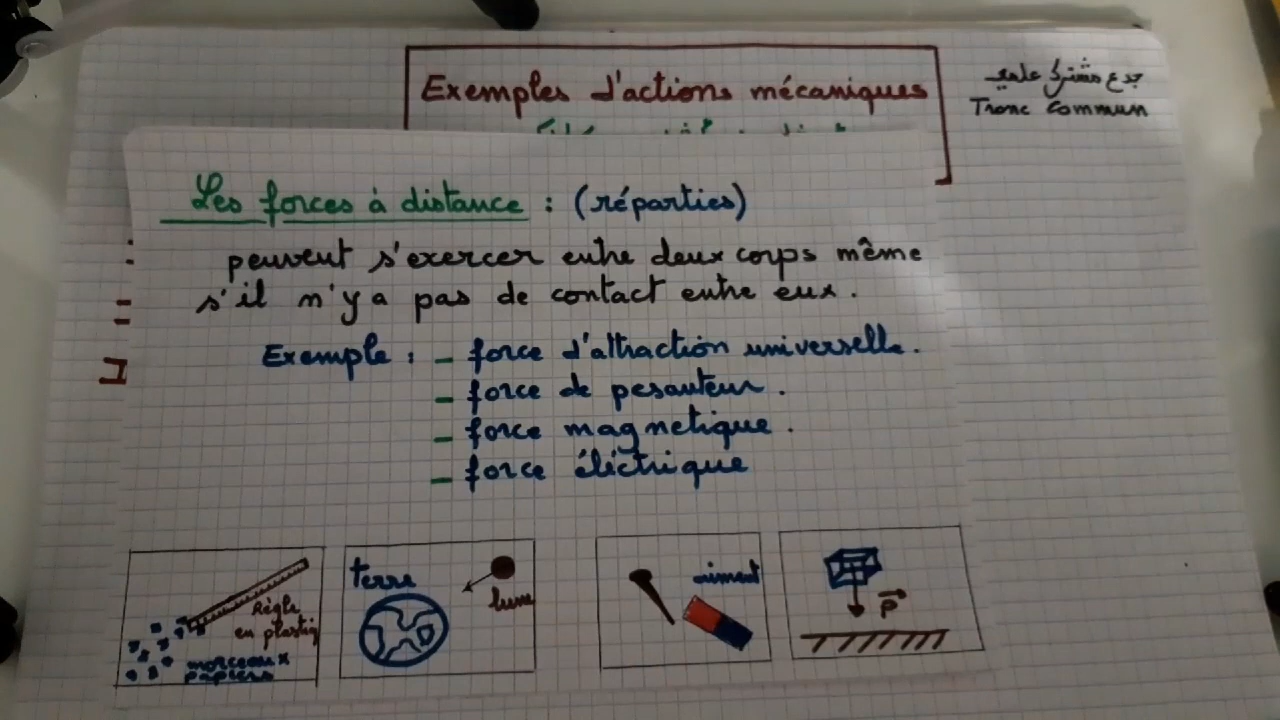 Exemples d'actions mécaniques
جدع مشترك علمي
Tronc Commun
Les forces à distance : (réparties)
peuvent s'exercer entre deux corps même
s'il n'y a pas de contact entre eux.
Exemple : - force d'attraction universelle.
- force de pesanteur.
- force magnetique.
- force éléctrique
Règle
en plastiq
morceaux
papiers
terre
lune
aimant
P